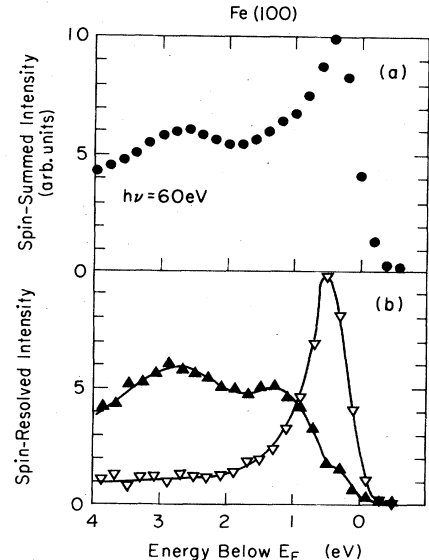 Fe(100)
10
(a)
Spin-Summed Intensity
(arb. units)
5
hν=60eV
0
(b)
Spin-Resolved Intensity
5
0
4 3 2 1 0
Energy Below E_F (eV)